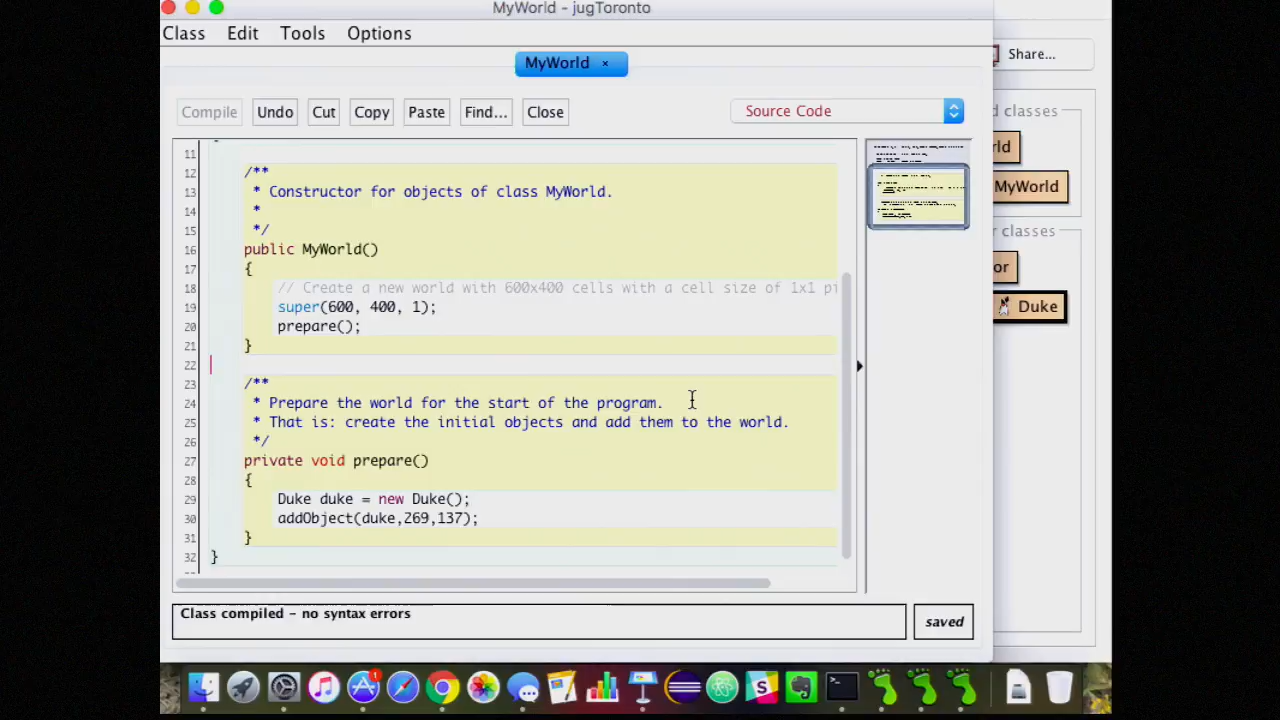 MyWorld - jugToronto
Class Edit Tools Options
MyWorld ×
Share...
Compile Undo Cut Copy Paste Find... Close Source Code
classes
11
12 /**
13 * Constructor for objects of class MyWorld.
14 *
15 */
16 public MyWorld()
17 {
18 // Create a new world with 600x400 cells with a cell size of 1x1
19 super(600, 400, 1);
20 prepare();
21 }
22
23 /**
24 * Prepare the world for the start of the program.
25 * That is: create the initial objects and add them to the world.
26 */
27 private void prepare()
28 {
29 Duke duke = new Duke();
30 addObject(duke,269,137);
31 }
32 }
MyWorld
classes
Duke
Class compiled - no syntax errors
saved